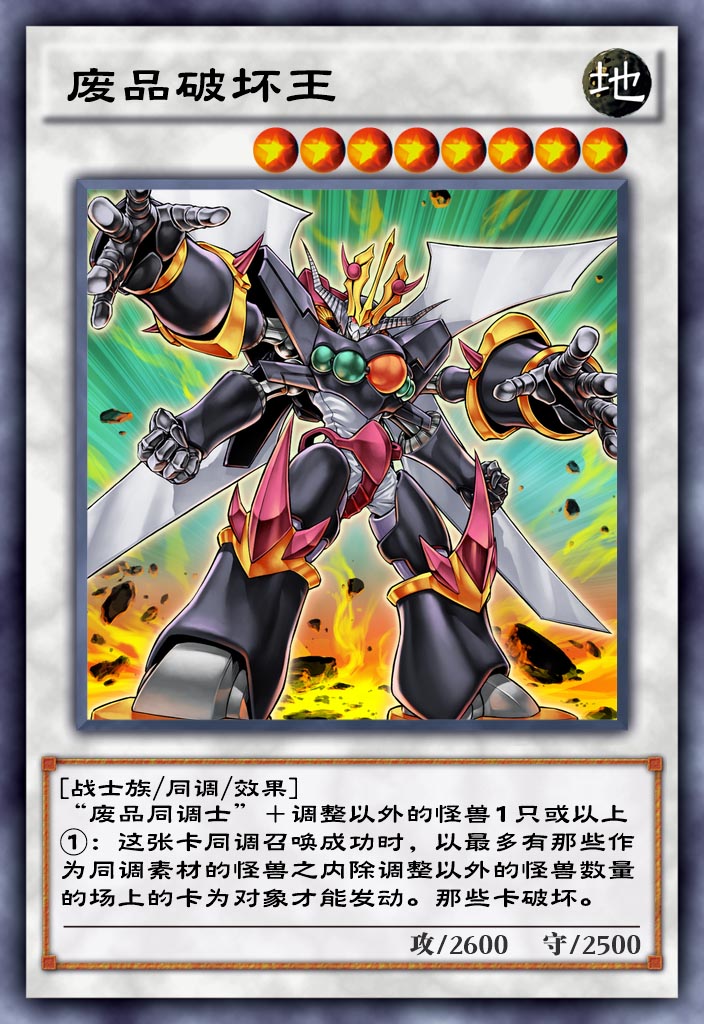 废品破坏王
地
[战士族/同调/效果]
“废品同调士”＋调整以外的怪兽1只或以上
①：这张卡同调召唤成功时，以最多有那些作
为同调素材的怪兽之内除调整以外的怪兽数量
的场上的卡为对象才能发动。那些卡破坏。
攻/2600 守/2500